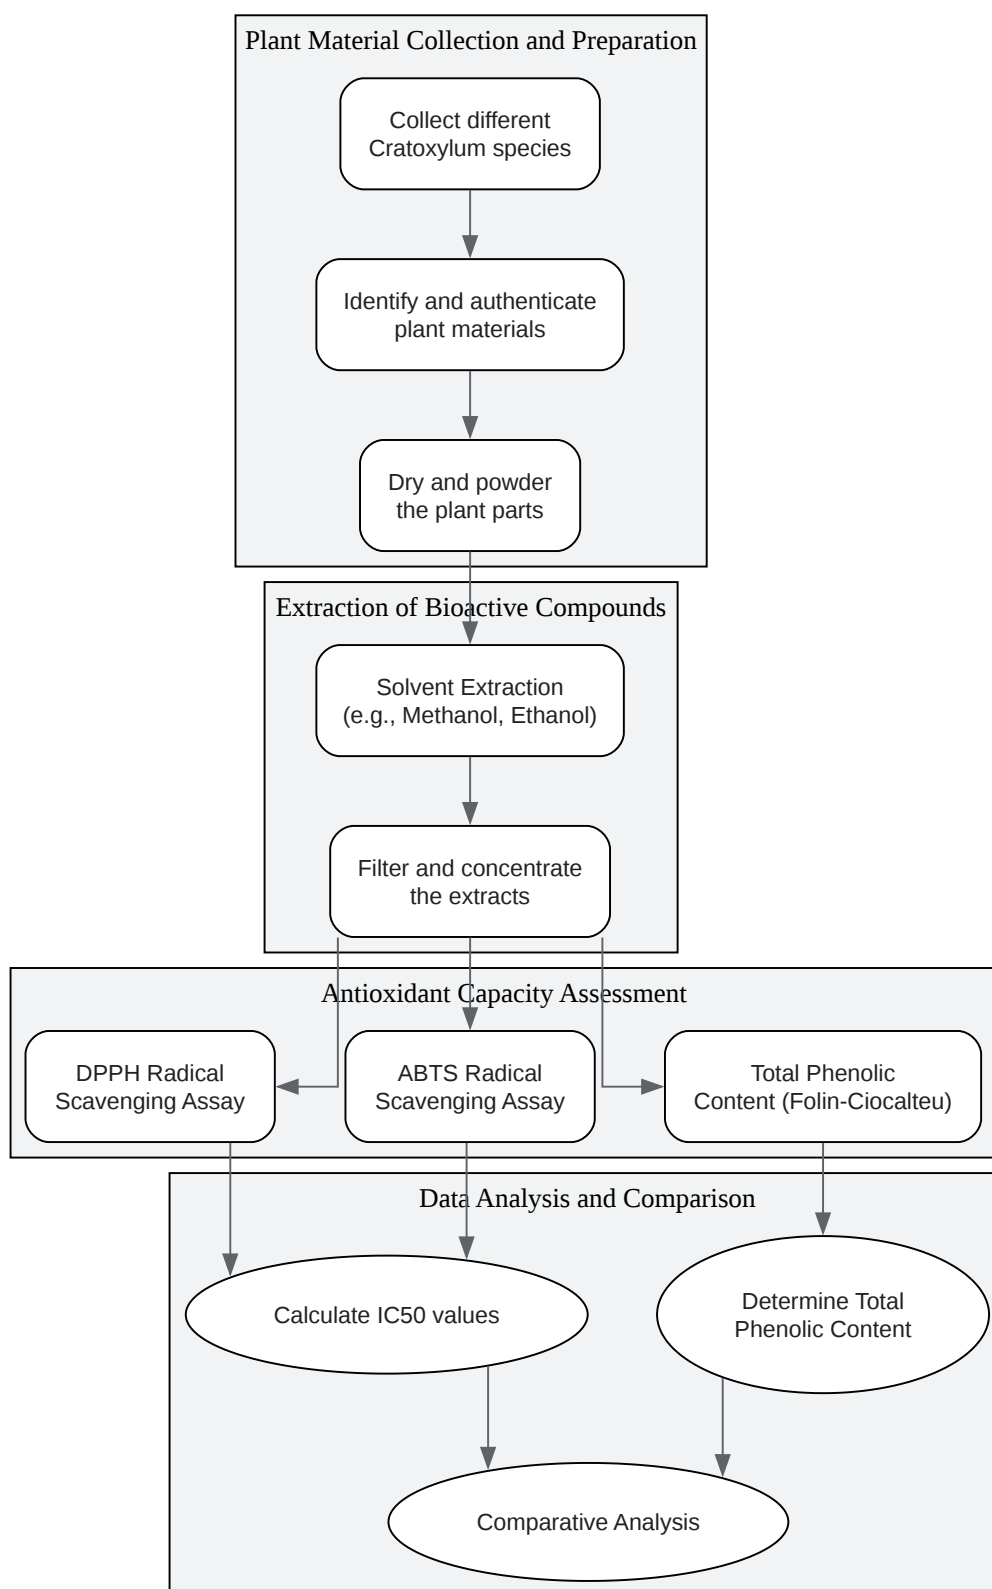 Plant Material Collection and Preparation
Collect different
Cratoxylum species
Identify and authenticate
plant materials
Dry and powder
the plant parts
Extraction of Bioactive Compounds
Solvent Extraction
(e.g., Methanol, Ethanol)
Filter and concentrate
the extracts
Antioxidant Capacity Assessment
DPPH Radical
Scavenging Assay
ABTS Radical
Scavenging Assay
Total Phenolic
Content (Folin-Ciocalteu)
Data Analysis and Comparison
Calculate IC50 values
Determine Total
Phenolic Content
Comparative Analysis